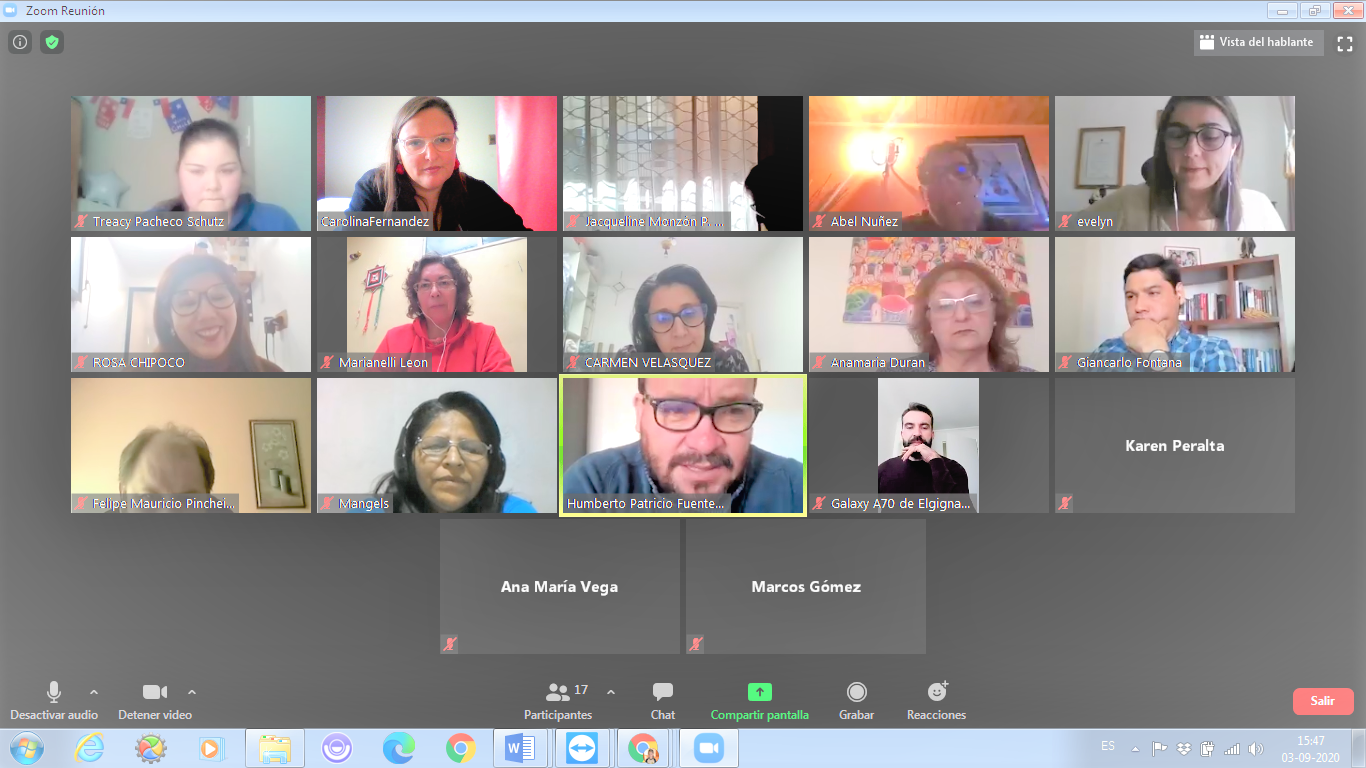 Zoom Reunión
Vista del hablante
Treacy Pacheco Schutz
CarolinaFernandez
Jacqueline Monzón P. ...
Abel Nuñez
evelyn
ROSA CHIPOCO
Marianelli Leon
CARMEN VELASQUEZ
Anamaria Duran
Giancarlo Fontana
Felipe Mauricio Pinchei...
Mangels
Humberto Patricio Fuente...
Galaxy A70 de Elgigna...
Karen Peralta
Ana María Vega
Marcos Gómez
Desactivar audio
Detener video
17
Participantes
Chat
Compartir pantalla
Grabar
Reacciones
Salir
ES
15:47
03-09-2020